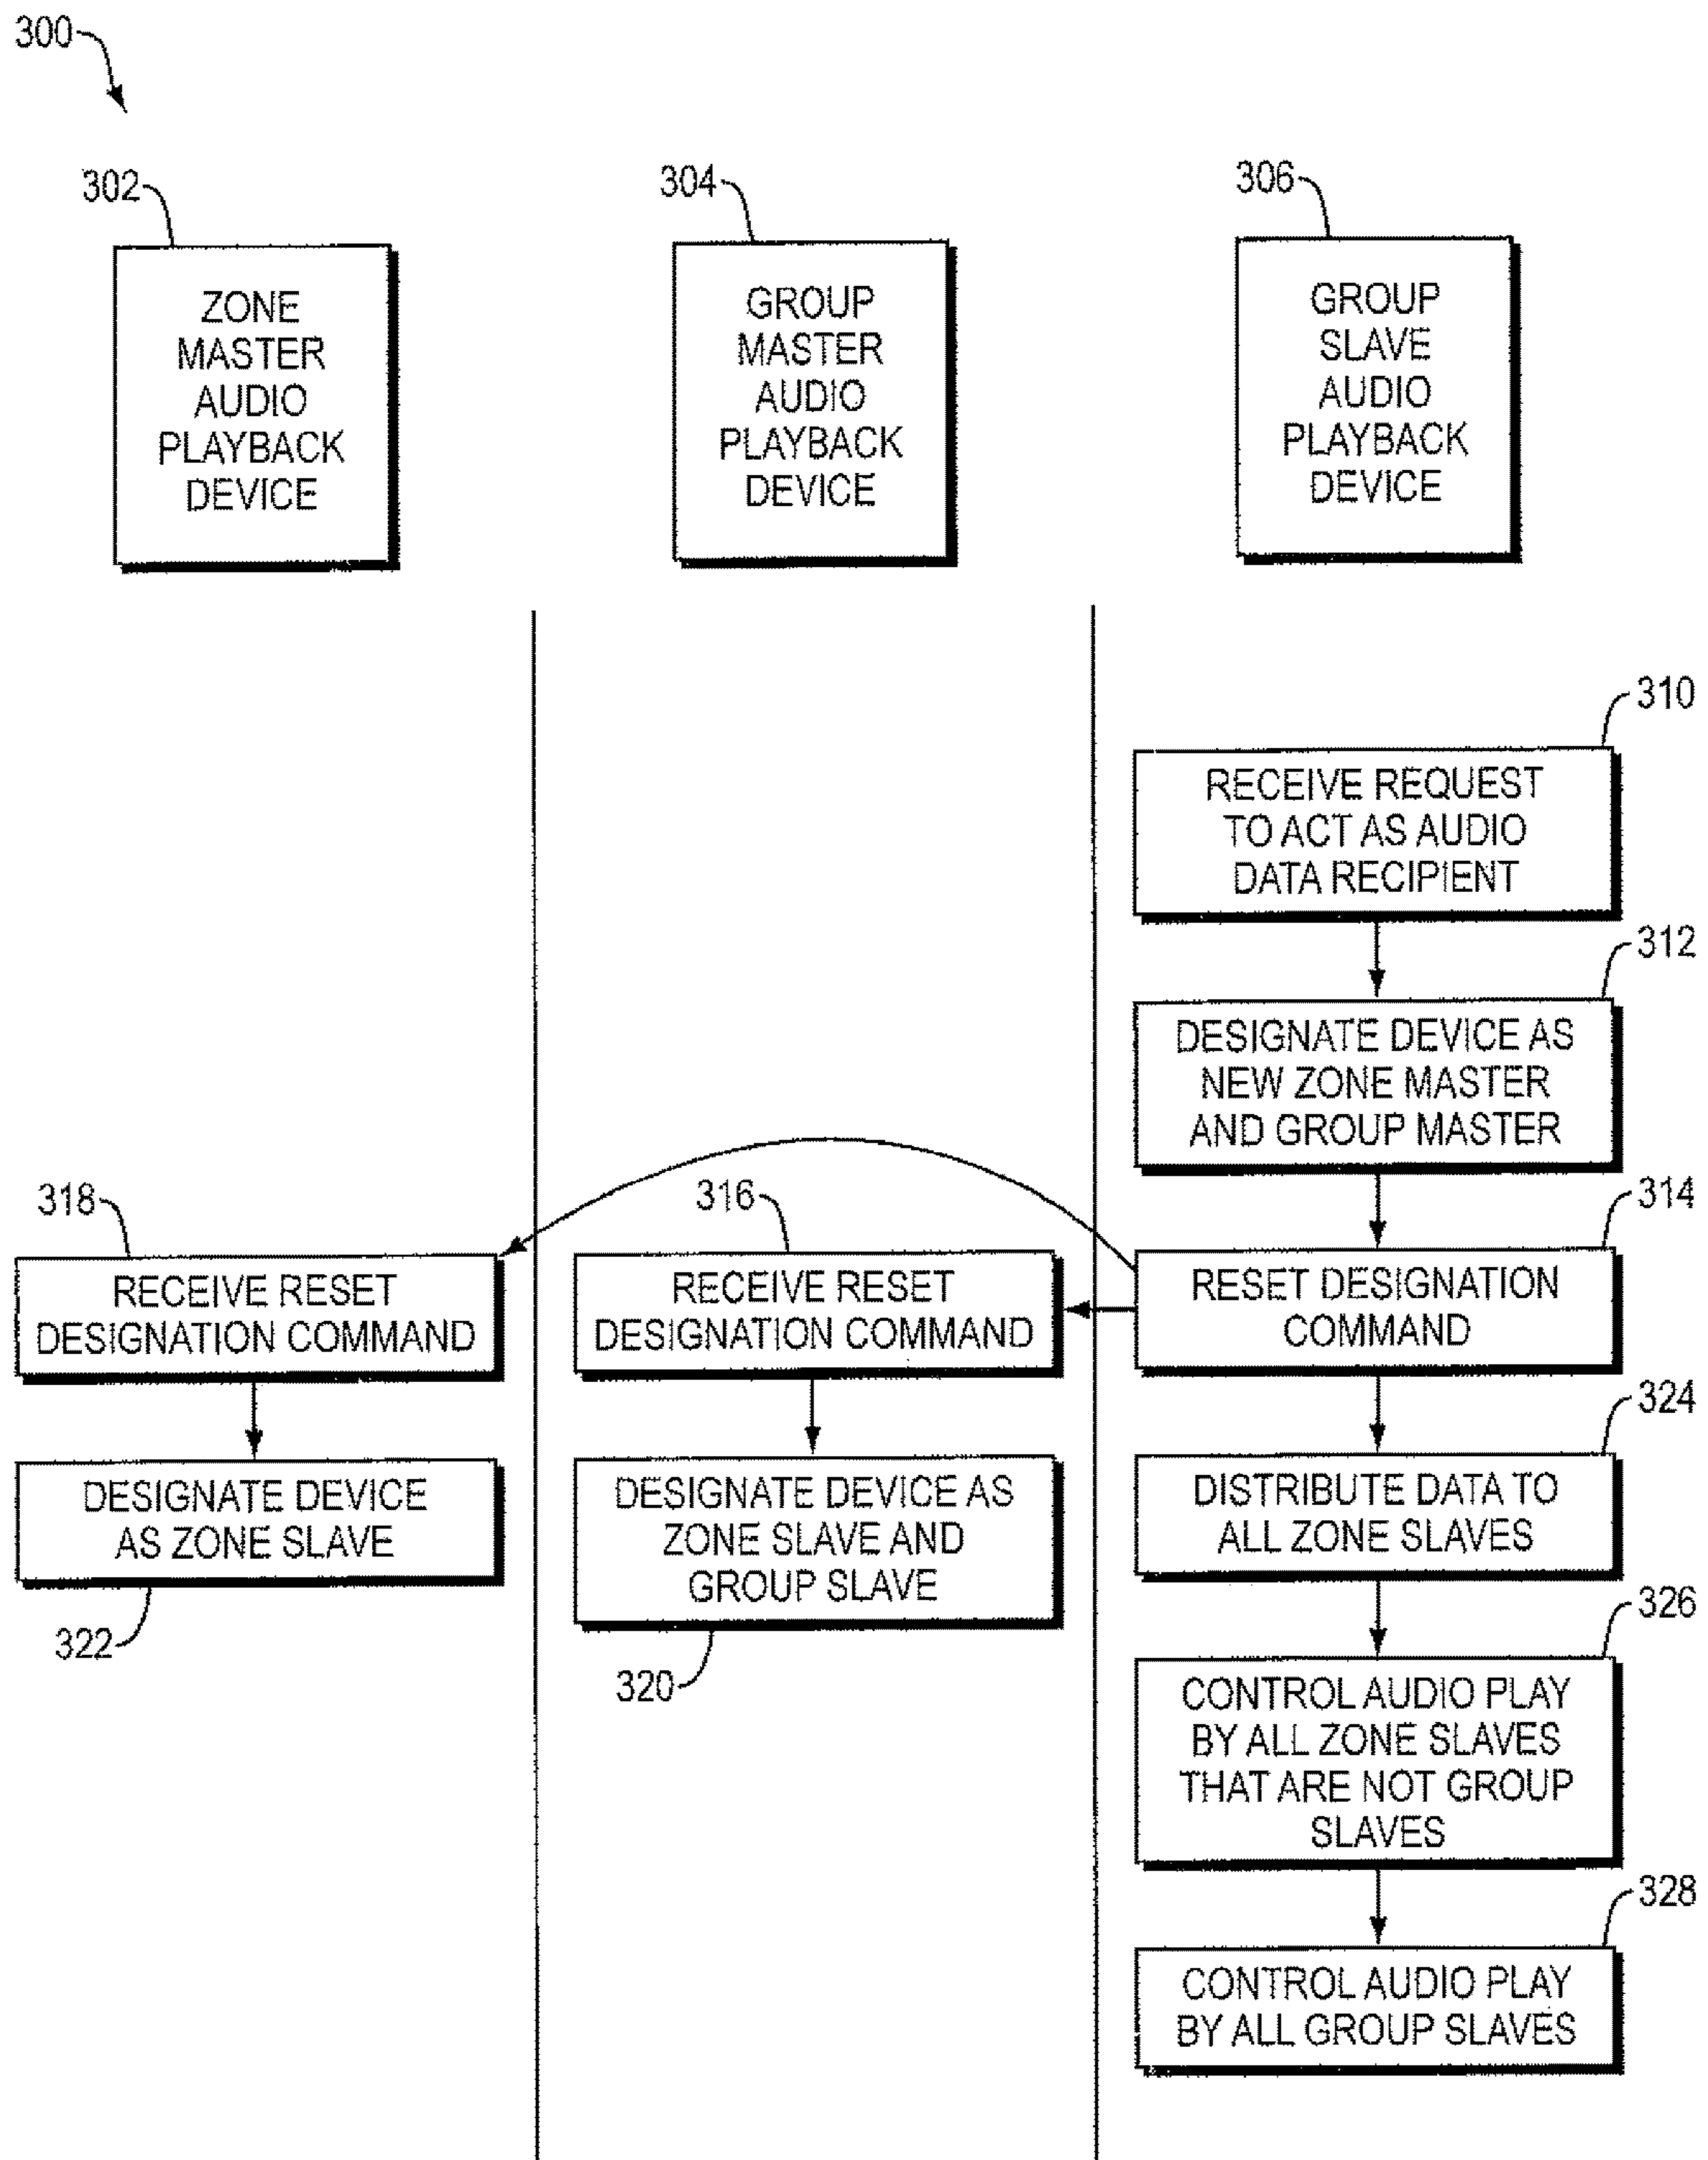 300
302
ZONE
MASTER
AUDIO
PLAYBACK
DEVICE
304
GROUP
MASTER
AUDIO
PLAYBACK
DEVICE
306
GROUP
SLAVE
AUDIO
PLAYBACK
DEVICE
310
RECEIVE REQUEST
TO ACT AS AUDIO
DATA RECIPIENT
312
DESIGNATE DEVICE AS
NEW ZONE MASTER
AND GROUP MASTER
314
RESET DESIGNATION
COMMAND
316
RECEIVE RESET
DESIGNATION COMMAND
318
RECEIVE RESET
DESIGNATION COMMAND
DESIGNATE DEVICE AS
ZONE SLAVE AND
GROUP SLAVE
320
DESIGNATE DEVICE
AS ZONE SLAVE
322
324
DISTRIBUTE DATA TO
ALL ZONE SLAVES
326
CONTROL AUDIO PLAY
BY ALL ZONE SLAVES
THAT ARE NOT GROUP
SLAVES
328
CONTROL AUDIO PLAY
BY ALL GROUP SLAVES